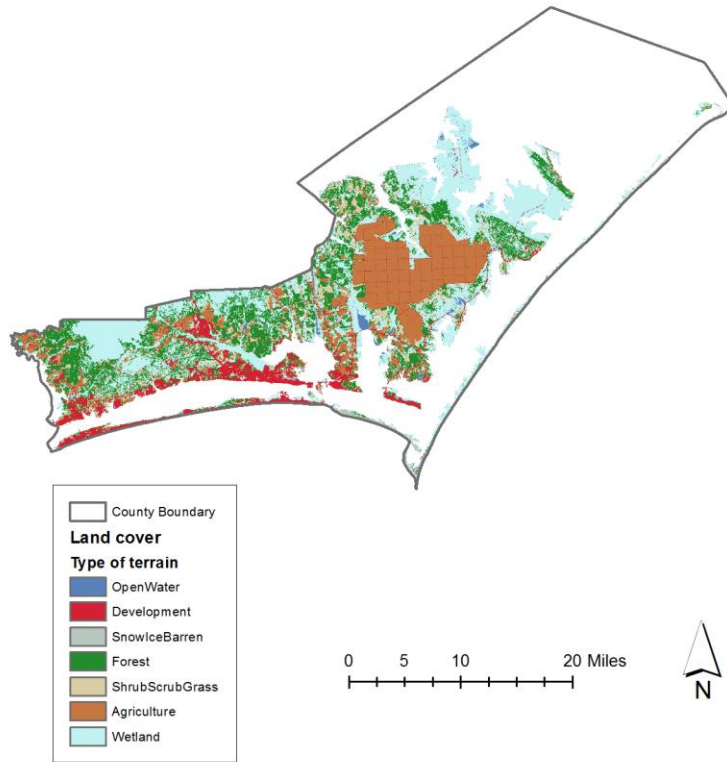 County Boundary
Land cover
Type of terrain
OpenWater
Development
SnowIceBarren
Forest
ShrubScrubGrass
Agriculture
Wetland
0 5 10 20 Miles
N